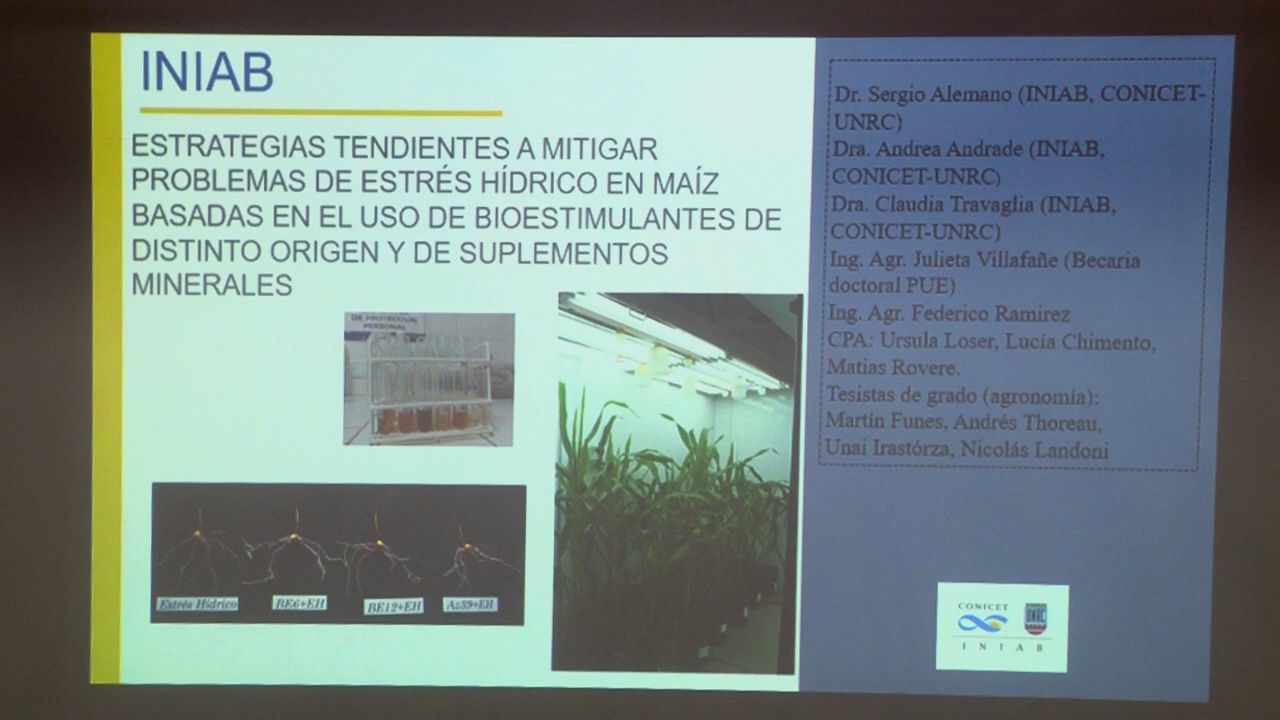 INIAB
ESTRATEGIAS TENDIENTES A MITIGAR
PROBLEMAS DE ESTRÉS HÍDRICO EN MAÍZ
BASADAS EN EL USO DE BIOESTIMULANTES DE
DISTINTO ORIGEN Y DE SUPLEMENTOS
MINERALES
DE PROTECCION
PERSONAL
Estrés Hídrico
BE6+EH
BE12+EH
Az39+EH
Dr. Sergio Alemano (INIAB, CONICET-
UNRC)
Dra. Andrea Andrade (INIAB,
CONICET-UNRC)
Dra. Claudia Travaglia (INIAB,
CONICET-UNRC)
Ing. Agr. Julieta Villafañe (Becaria
doctoral PUE)
Ing. Agr. Federico Ramirez
CPA: Ursula Loser, Lucía Chimento,
Matias Rovere.
Tesistas de grado (agronomía):
Martín Funes, Andrés Thoreau,
Unai Irastórza, Nicolás Landoni
CONICET
UNRC
I N I A B